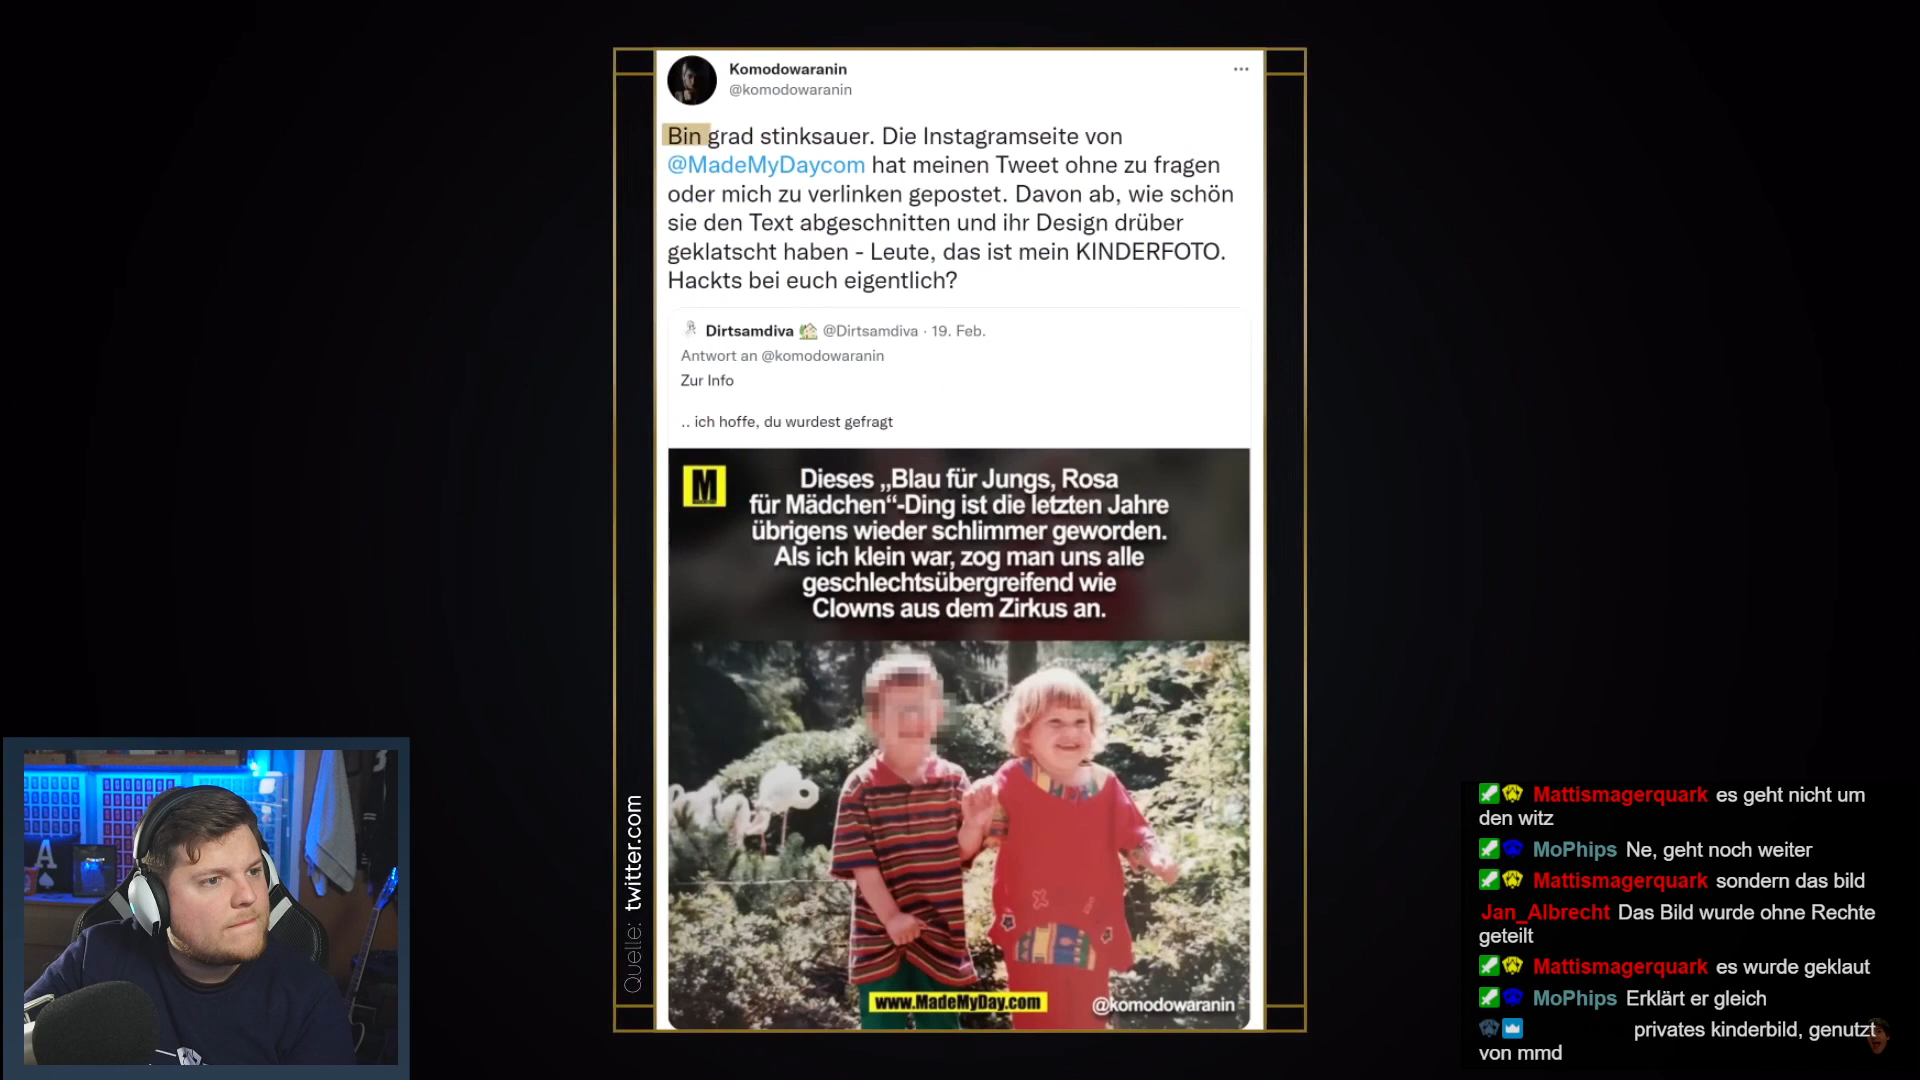 Komodowaranin
@komodowaranin
Bin grad stinksauer. Die Instagramseite von
@MadeMyDaycom hat meinen Tweet ohne zu fragen
oder mich zu verlinken gepostet. Davon ab, wie schön
sie den Text abgeschnitten und ihr Design drüber
geklatscht haben - Leute, das ist mein KINDERFOTO.
Hackts bei euch eigentlich?
Dirtsamdiva @Dirtsamdiva · 19. Feb.
Antwort an @komodowaranin
Zur Info
.. ich hoffe, du wurdest gefragt
M
Dieses „Blau für Jungs, Rosa
für Mädchen“-Ding ist die letzten Jahre
übrigens wieder schlimmer geworden.
Als ich klein war, zog man uns alle
geschlechtsübergreifend wie
Clowns aus dem Zirkus an.
www.MadeMyDay.com
@komodowaranin
Quelle: twitter.com
A
Mattismagerquark es geht nicht um
den witz
MoPhips Ne, geht noch weiter
Mattismagerquark sondern das bild
Jan_Albrecht Das Bild wurde ohne Rechte
geteilt
Mattismagerquark es wurde geklaut
MoPhips Erklärt er gleich
privates kinderbild, genutzt
von mmd